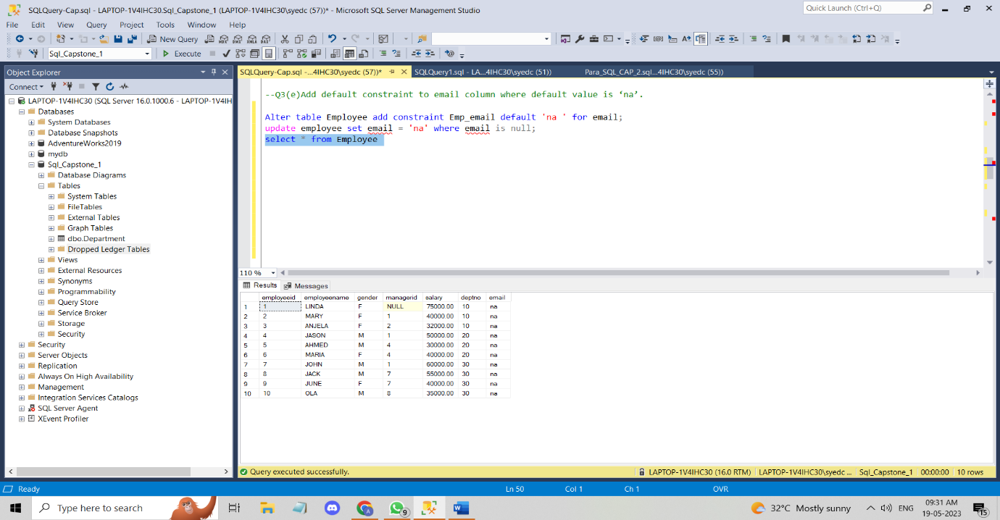 SQLQuery-Cap.sql - LAPTOP-1V4IHC30.Sql_Capstone_1 (LAPTOP-1V4IHC30\syedc (57))* - Microsoft SQL Server Management Studio
Quick Launch (Ctrl+Q)
File Edit View Query Project Tools Window Help
New Query MDX DMX XMLA DAX
Sql_Capstone_1 Execute
Object Explorer
Connect
LAPTOP-1V4IHC30 (SQL Server 16.0.1000.6 - LAPTOP-1V4IH
Databases
System Databases
Database Snapshots
AdventureWorks2019
mydb
Sql_Capstone_1
Database Diagrams
Tables
System Tables
FileTables
External Tables
Graph Tables
dbo.Department
Dropped Ledger Tables
Views
External Resources
Synonyms
Programmability
Query Store
Service Broker
Storage
Security
Security
Server Objects
Replication
Always On High Availability
Management
Integration Services Catalogs
SQL Server Agent
XEvent Profiler
SQLQuery-Cap.sql -...4IHC30\syedc (57))* SQLQuery1.sql - LA...4IHC30\syedc (51)) Para_SQL_CAP_2.sql...4IHC30\syedc (55))
--Q3(e)Add default constraint to email column where default value is ‘na’.
Alter table Employee add constraint Emp_email default 'na ' for email;
update employee set email = 'na' where email is null;
select * from Employee
110 %
Results Messages
employeeid employeename gender managerid salary deptno email
1 1 LINDA F NULL 75000.00 10 na
2 2 MARY F 1 40000.00 10 na
3 3 ANJELA F 2 32000.00 10 na
4 4 JASON M 1 50000.00 20 na
5 5 AHMED M 4 30000.00 20 na
6 6 MARIA F 4 40000.00 20 na
7 7 JOHN M 1 60000.00 30 na
8 8 JACK M 7 55000.00 30 na
9 9 JUNE F 7 40000.00 30 na
10 10 OLA M 8 35000.00 30 na
Query executed successfully. LAPTOP-1V4IHC30 (16.0 RTM) LAPTOP-1V4IHC30\syedc ... Sql_Capstone_1 00:00:00 10 rows
Ready Ln 50 Col 1 Ch 1 OVR
Type here to search 9 32°C Mostly sunny ENG 09:31 AM 15
19-05-2023